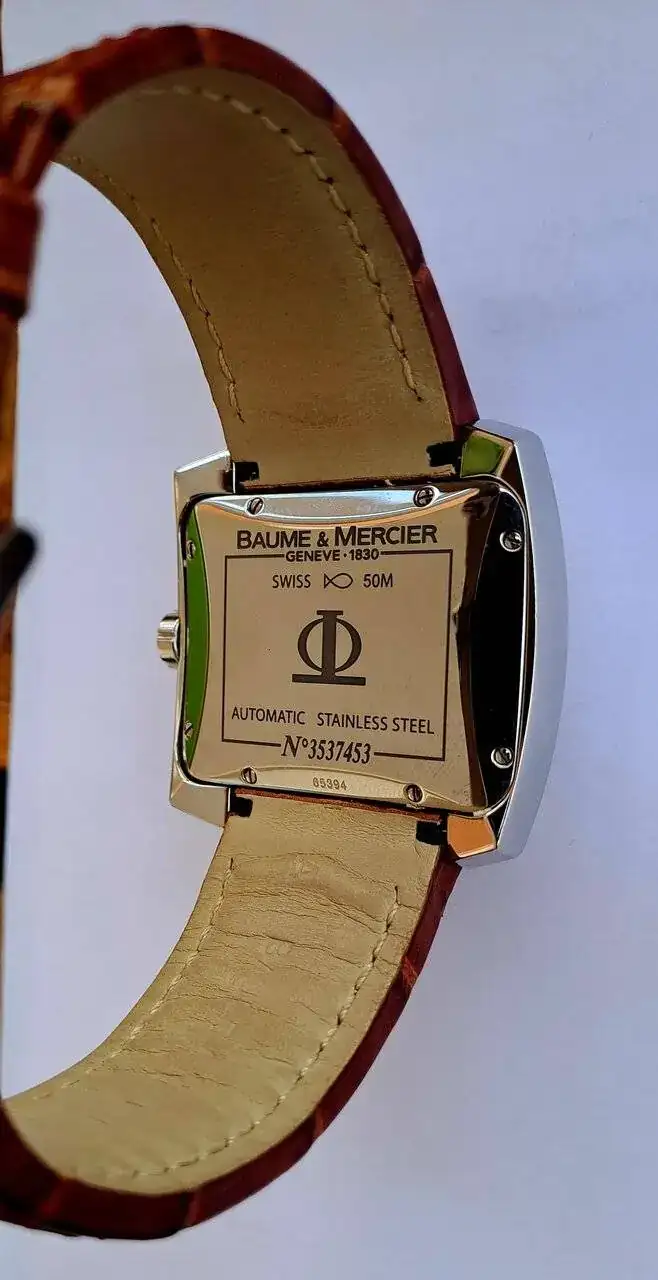 BAUME & MERCIER
GENEVE · 1830
SWISS 50M
AUTOMATIC STAINLESS STEEL
N° 3537453
65394